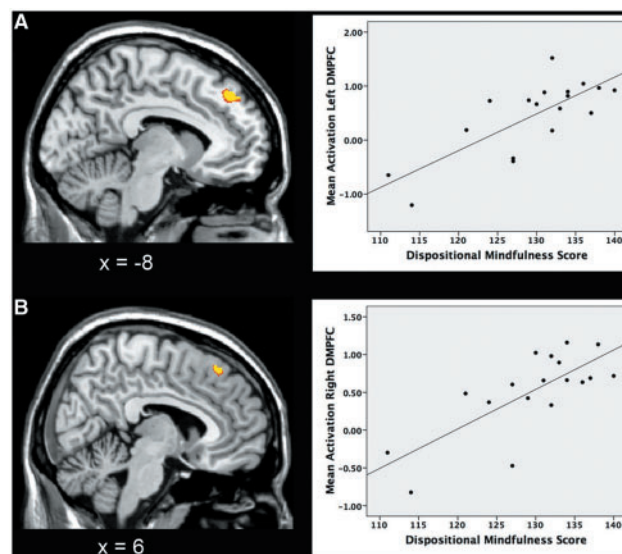 A
x = -8
Mean Activation Left DMPFC
2.00
1.00
0.00
-1.00
110 115 120 125 130 135 140
Dispositional Mindfulness Score
B
x = 6
Mean Activation Right DMPFC
1.50
1.00
0.50
0.00
-0.50
-1.00
110 115 120 125 130 135 140
Dispositional Mindfulness Score